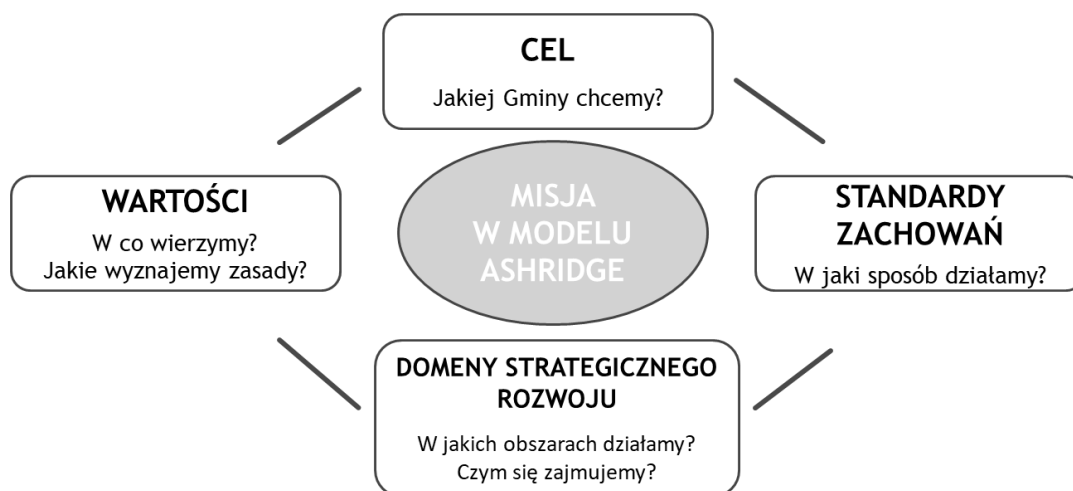 CEL
Jakiej Gminy chcemy?
WARTOŚCI
W co wierzymy?
Jakie wyznajemy zasady?
MISJA
W MODELU
ASHRIDGE
STANDARDY
ZACHOWAŃ
W jaki sposób działamy?
DOMENY STRATEGICZNEGO
ROZWOJU
W jakich obszarach działamy?
Czym się zajmujemy?